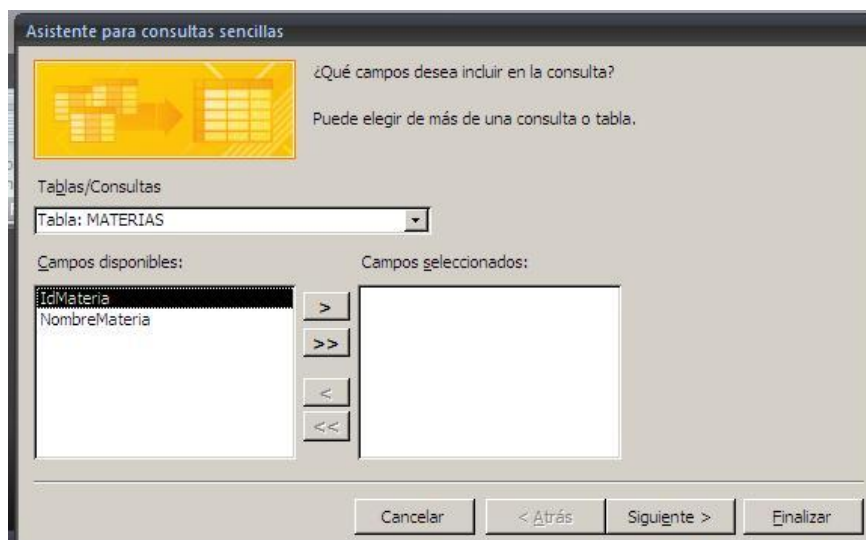 Asistente para consultas sencillas
¿Qué campos desea incluir en la consulta?
Puede elegir de más de una consulta o tabla.
Tablas/Consultas
Tabla: MATERIAS
Campos disponibles:
Campos seleccionados:
IdMateria
NombreMateria
>
>>
<
<<
Cancelar
< Atrás
Siguiente >
Finalizar